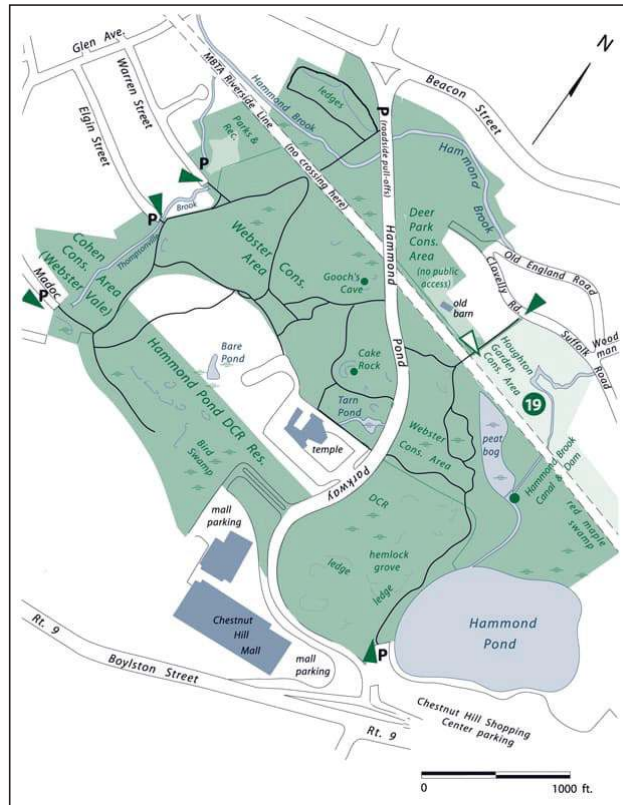 N
Glen Ave.
Warren Street
Elgin Street
MBTA Riverside Line
(no crossing here)
Hammond Brook
ledges
Beacon Street
P
(roadside pull-offs)
Parks &
Rec.
P
P
Brook
Thompsonville
Hammond Brook
Deer
Park
Cons.
Area
(no public
access)
Old England Road
Clovelly Rd.
Suffolk Road
Wood
man
old
barn
Houghton
Garden
Cons. Area
19
Cohen
Cons. Area
(Webster
Vale)
Madoc
P
Webster Cons.
Area
Gooch's
Cave
Hammond
Pond
Parkway
Cake
Rock
Bare
Pond
Tarn
Pond
Webster
Cons. Area
peat
bog
Hammond Brook
Canal & Dam
red maple
swamp
Hammond Pond DCR Res.
Bird
Swamp
temple
mall
parking
DCR
hemlock
grove
ledge
ledge
Chestnut
Hill
Mall
mall
parking
Hammond
Pond
P
Rt. 9
Boylston Street
Rt. 9
Chestnut Hill Shopping
Center parking
0
1000 ft.